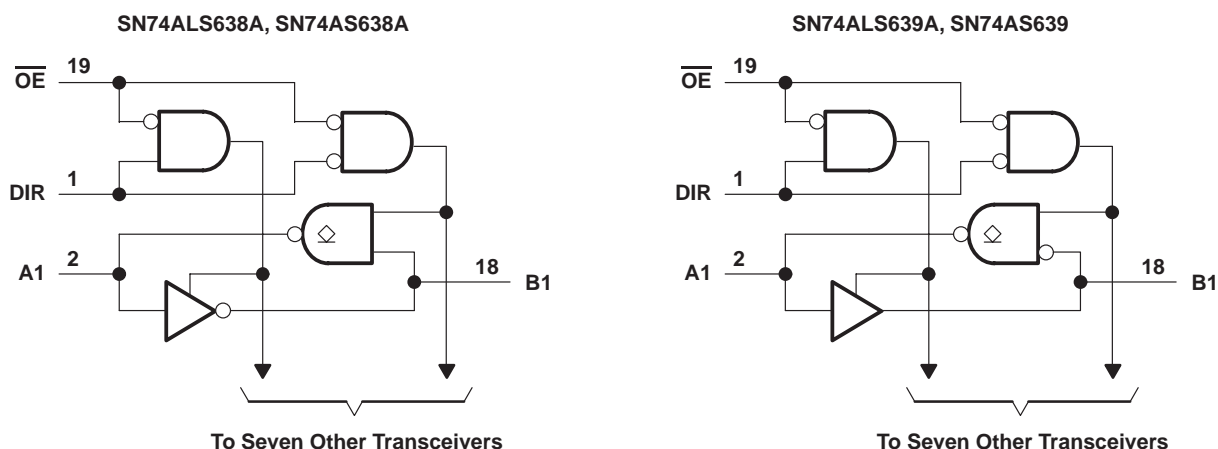 SN74ALS638A, SN74AS638A
OE 19
DIR 1
A1 2
18 B1
To Seven Other Transceivers
SN74ALS639A, SN74AS639
OE 19
DIR 1
A1 2
18 B1
To Seven Other Transceivers